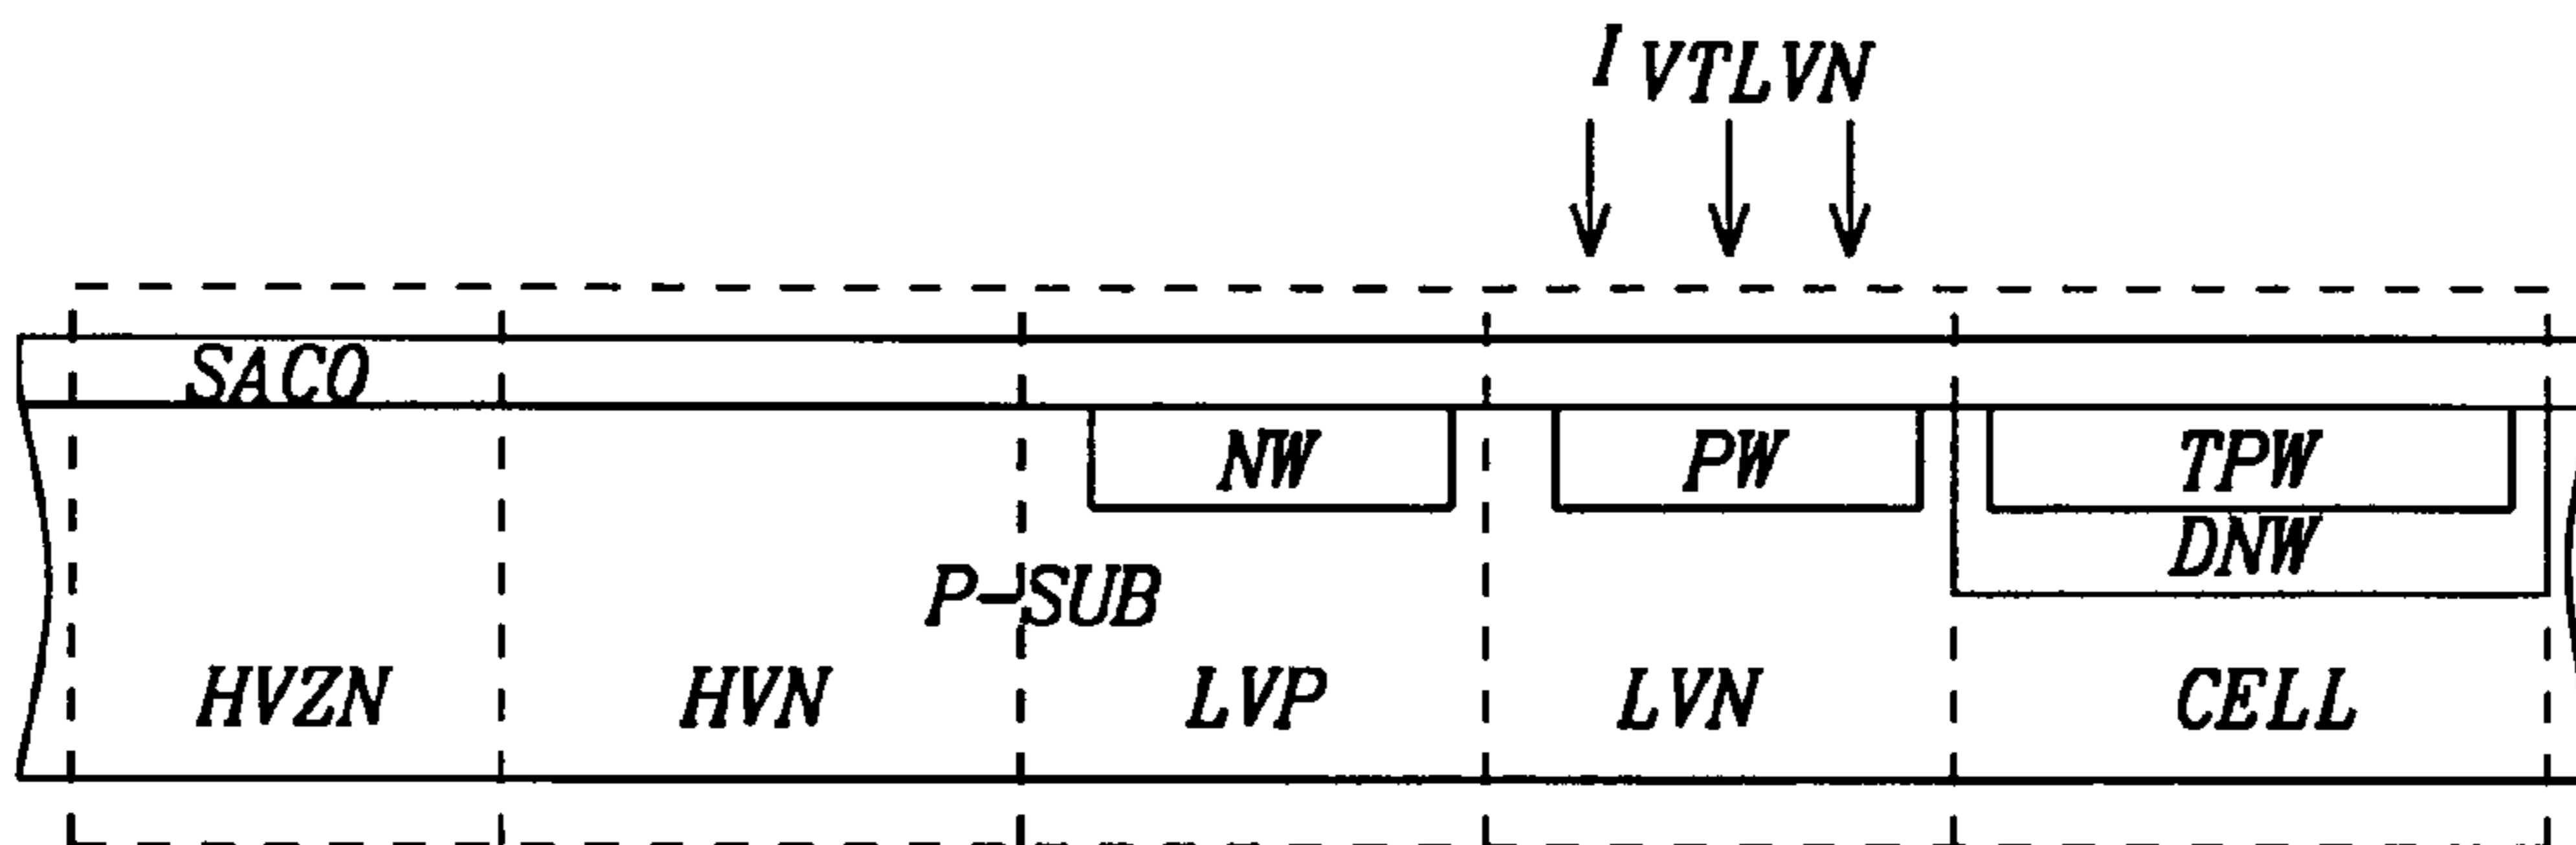 I VTLVN
SACO
NW PW TPW
DNW
P-SUB
HVZN HVN LVP LVN CELL